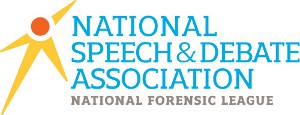 NATIONAL
SPEECH & DEBATE
ASSOCIATION
NATIONAL FORENSIC LEAGUE